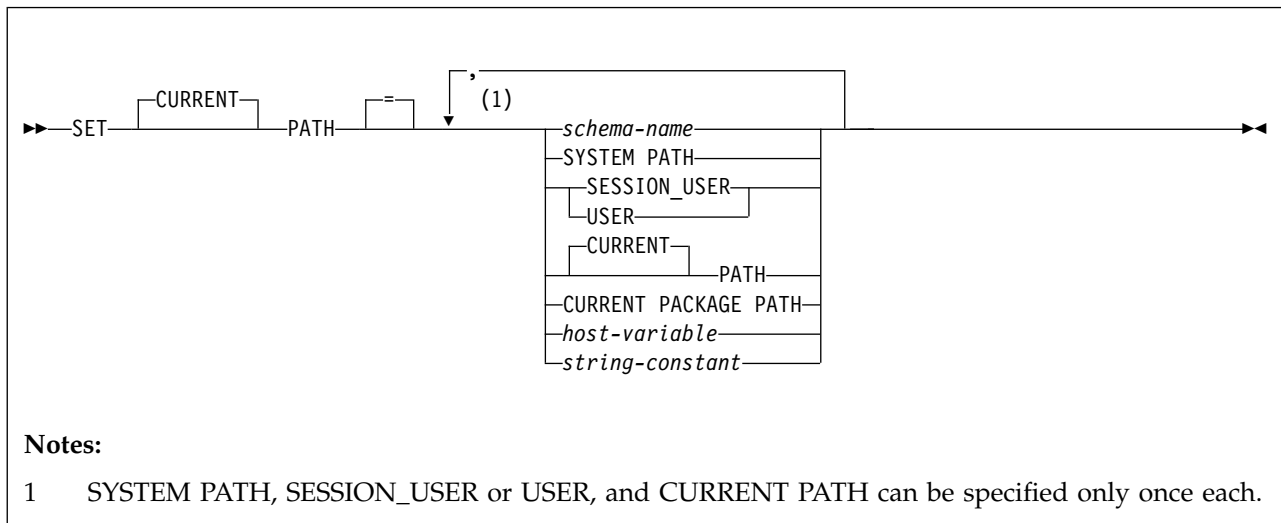 ,
CURRENT = (1)
►►—SET PATH schema-name ►◄
SYSTEM PATH
SESSION_USER
USER
CURRENT
PATH
CURRENT PACKAGE PATH
host-variable
string-constant
Notes:
1 SYSTEM PATH, SESSION_USER or USER, and CURRENT PATH can be specified only once each.